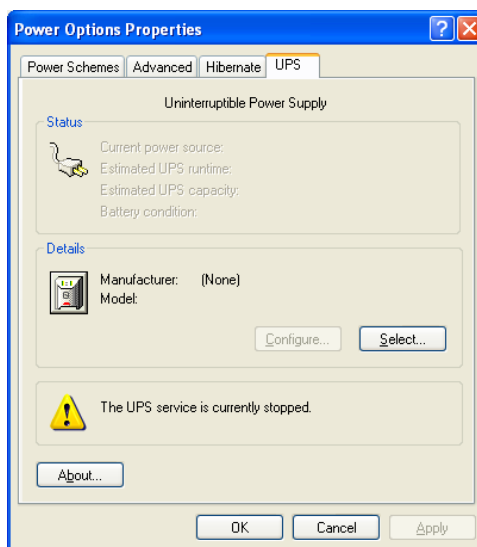 Power Options Properties
Power Schemes Advanced Hibernate UPS
Uninterruptible Power Supply
Status
Current power source:
Estimated UPS runtime:
Estimated UPS capacity:
Battery condition:
Details
Manufacturer: (None)
Model:
Configure... Select...
The UPS service is currently stopped.
About...
OK Cancel Apply